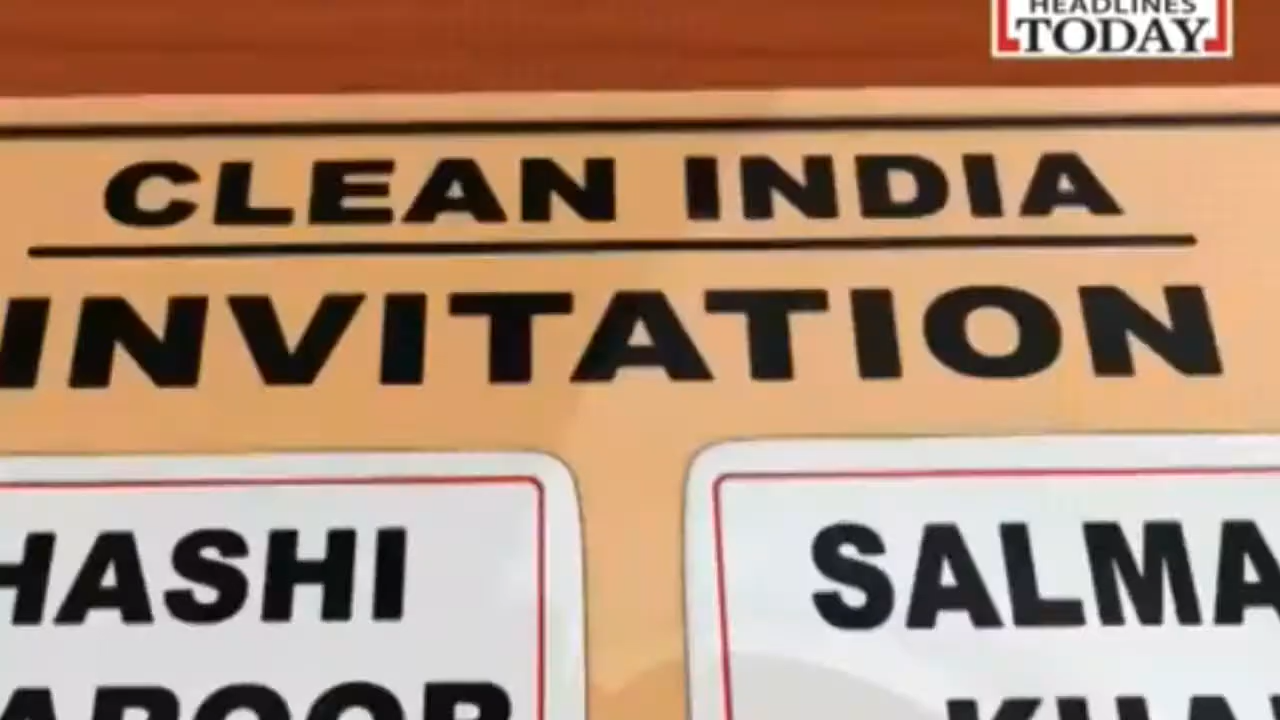 HEADLINES
TODAY
CLEAN INDIA
INVITATION
HASHI
SALMA